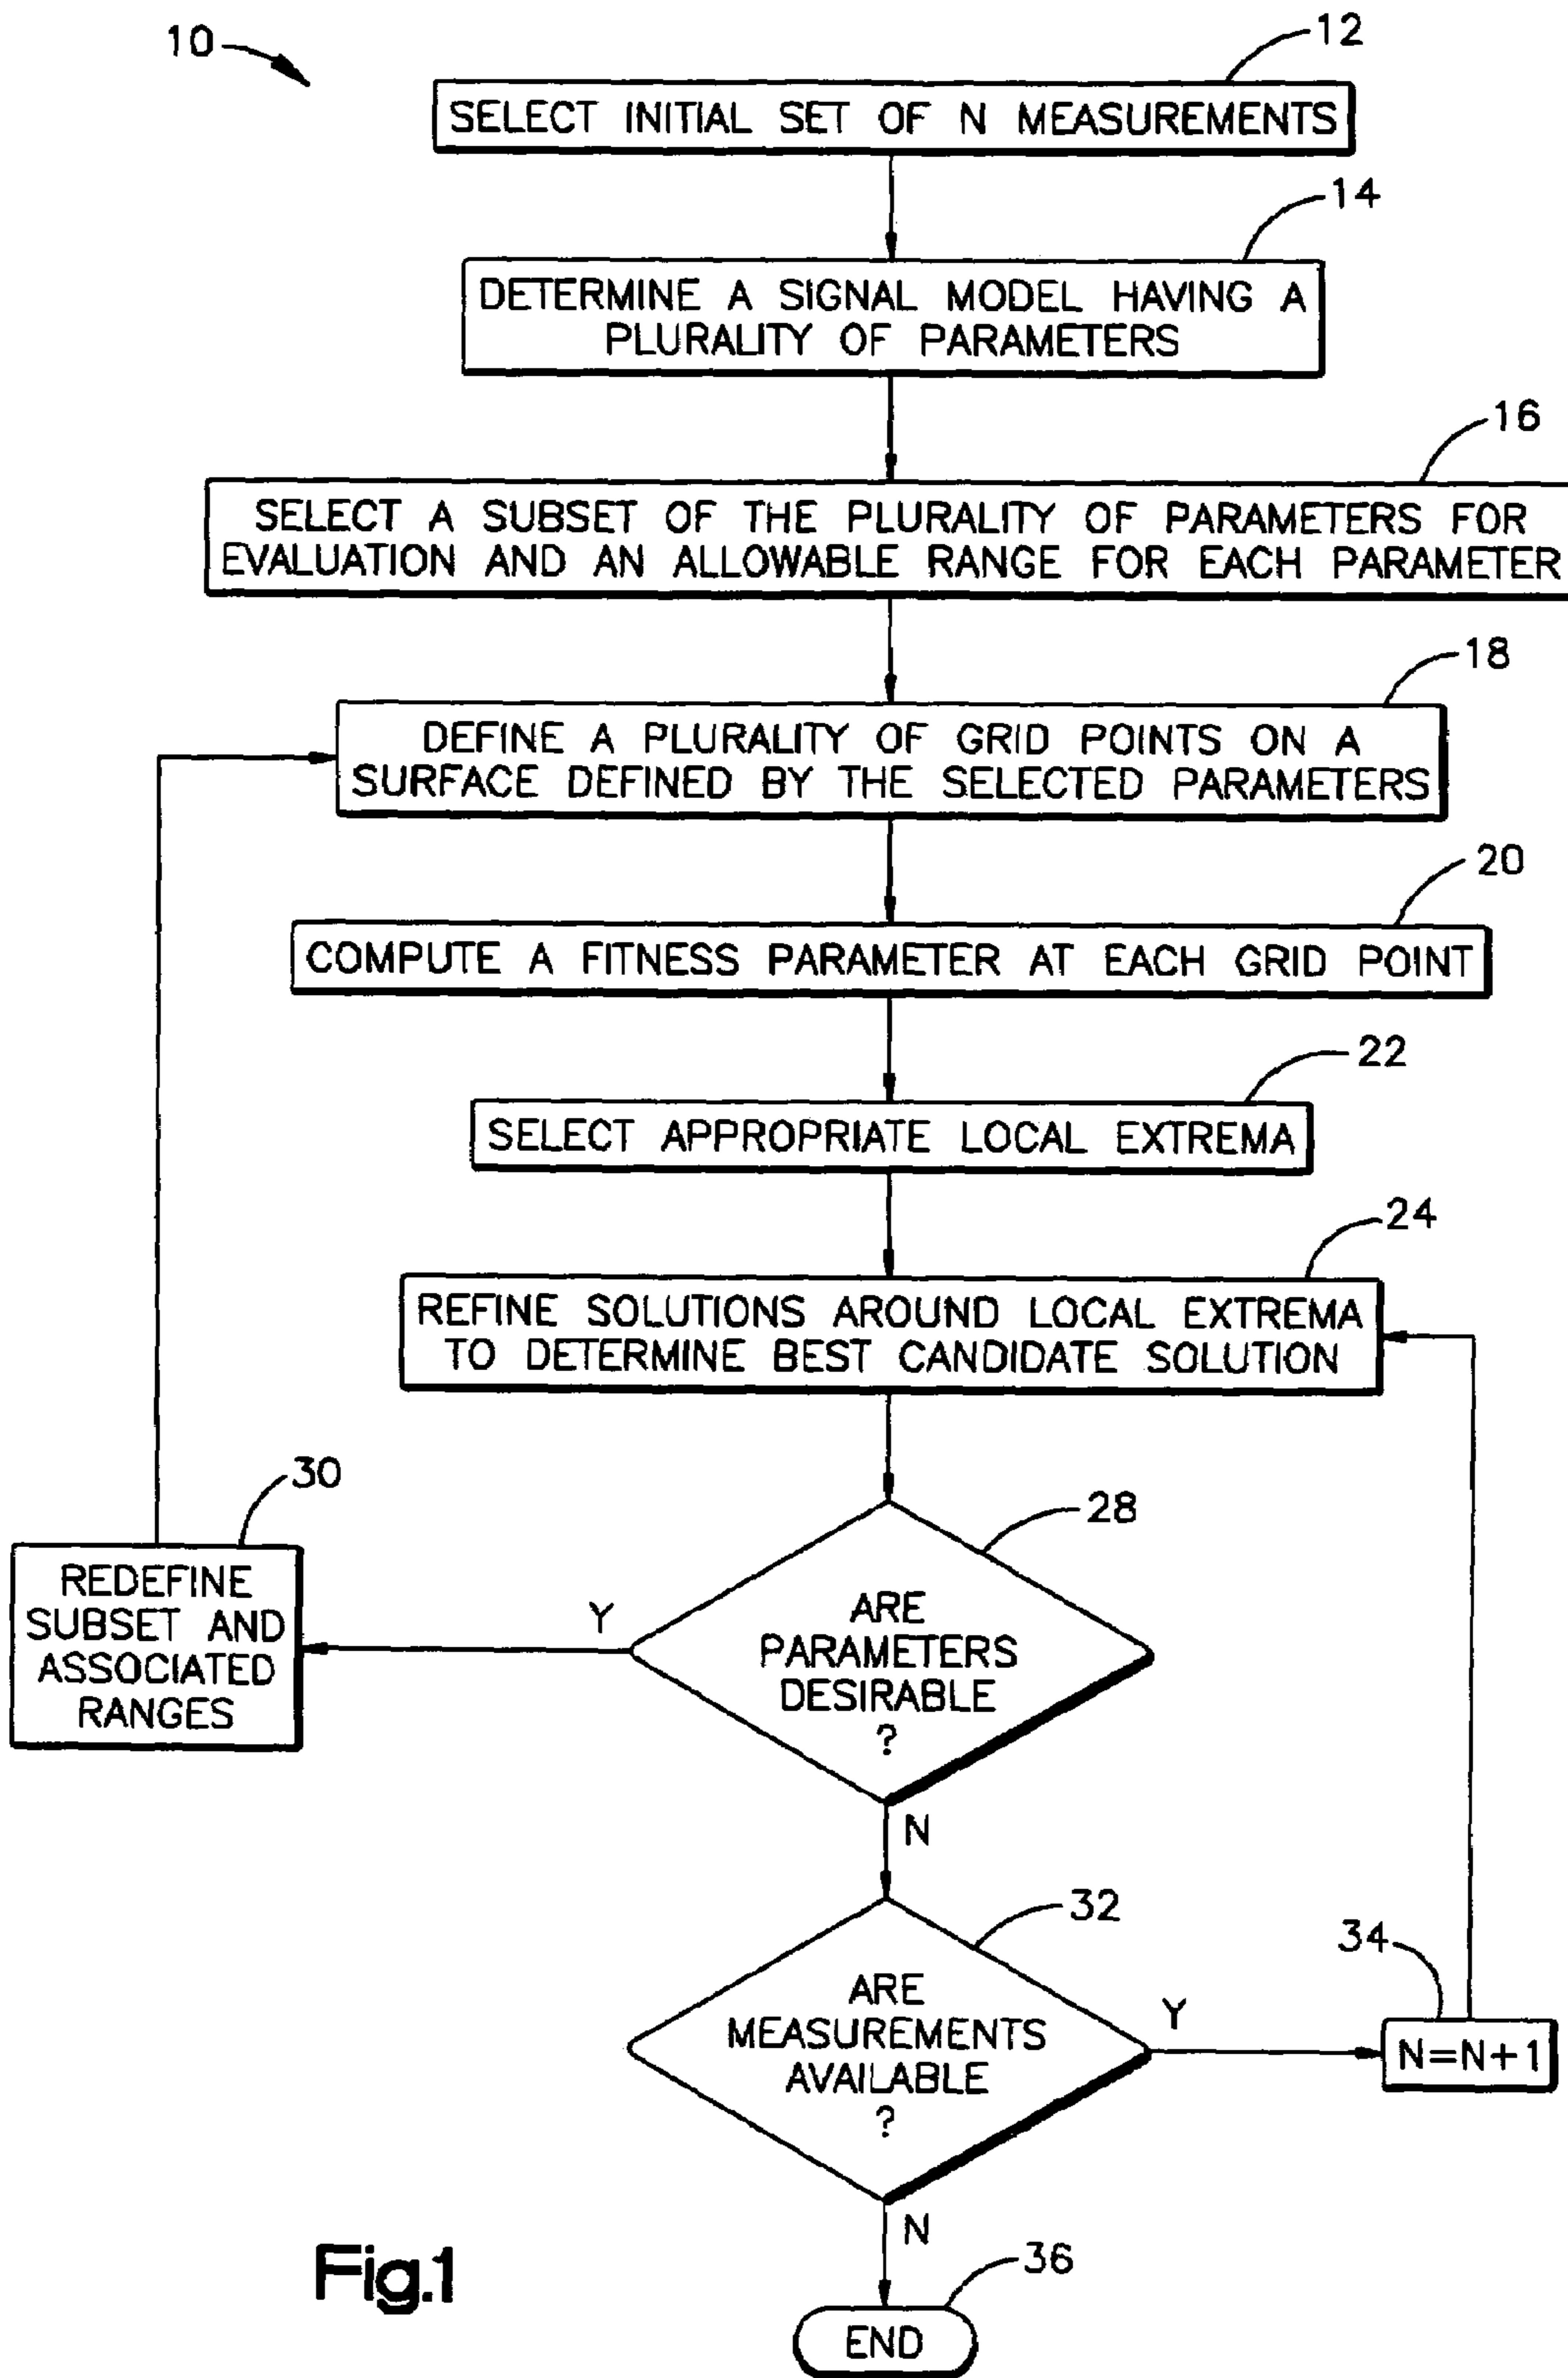 10
12
SELECT INITIAL SET OF N MEASUREMENTS
14
DETERMINE A SIGNAL MODEL HAVING A
PLURALITY OF PARAMETERS
16
SELECT A SUBSET OF THE PLURALITY OF PARAMETERS FOR
EVALUATION AND AN ALLOWABLE RANGE FOR EACH PARAMETER
18
DEFINE A PLURALITY OF GRID POINTS ON A
SURFACE DEFINED BY THE SELECTED PARAMETERS
20
COMPUTE A FITNESS PARAMETER AT EACH GRID POINT
22
SELECT APPROPRIATE LOCAL EXTREMA
24
REFINE SOLUTIONS AROUND LOCAL EXTREMA
TO DETERMINE BEST CANDIDATE SOLUTION
28
ARE
PARAMETERS
DESIRABLE
?
Y
30
REDEFINE
SUBSET AND
ASSOCIATED
RANGES
N
32
ARE
MEASUREMENTS
AVAILABLE
?
Y
34
N=N+1
N
36
END
Fig.1